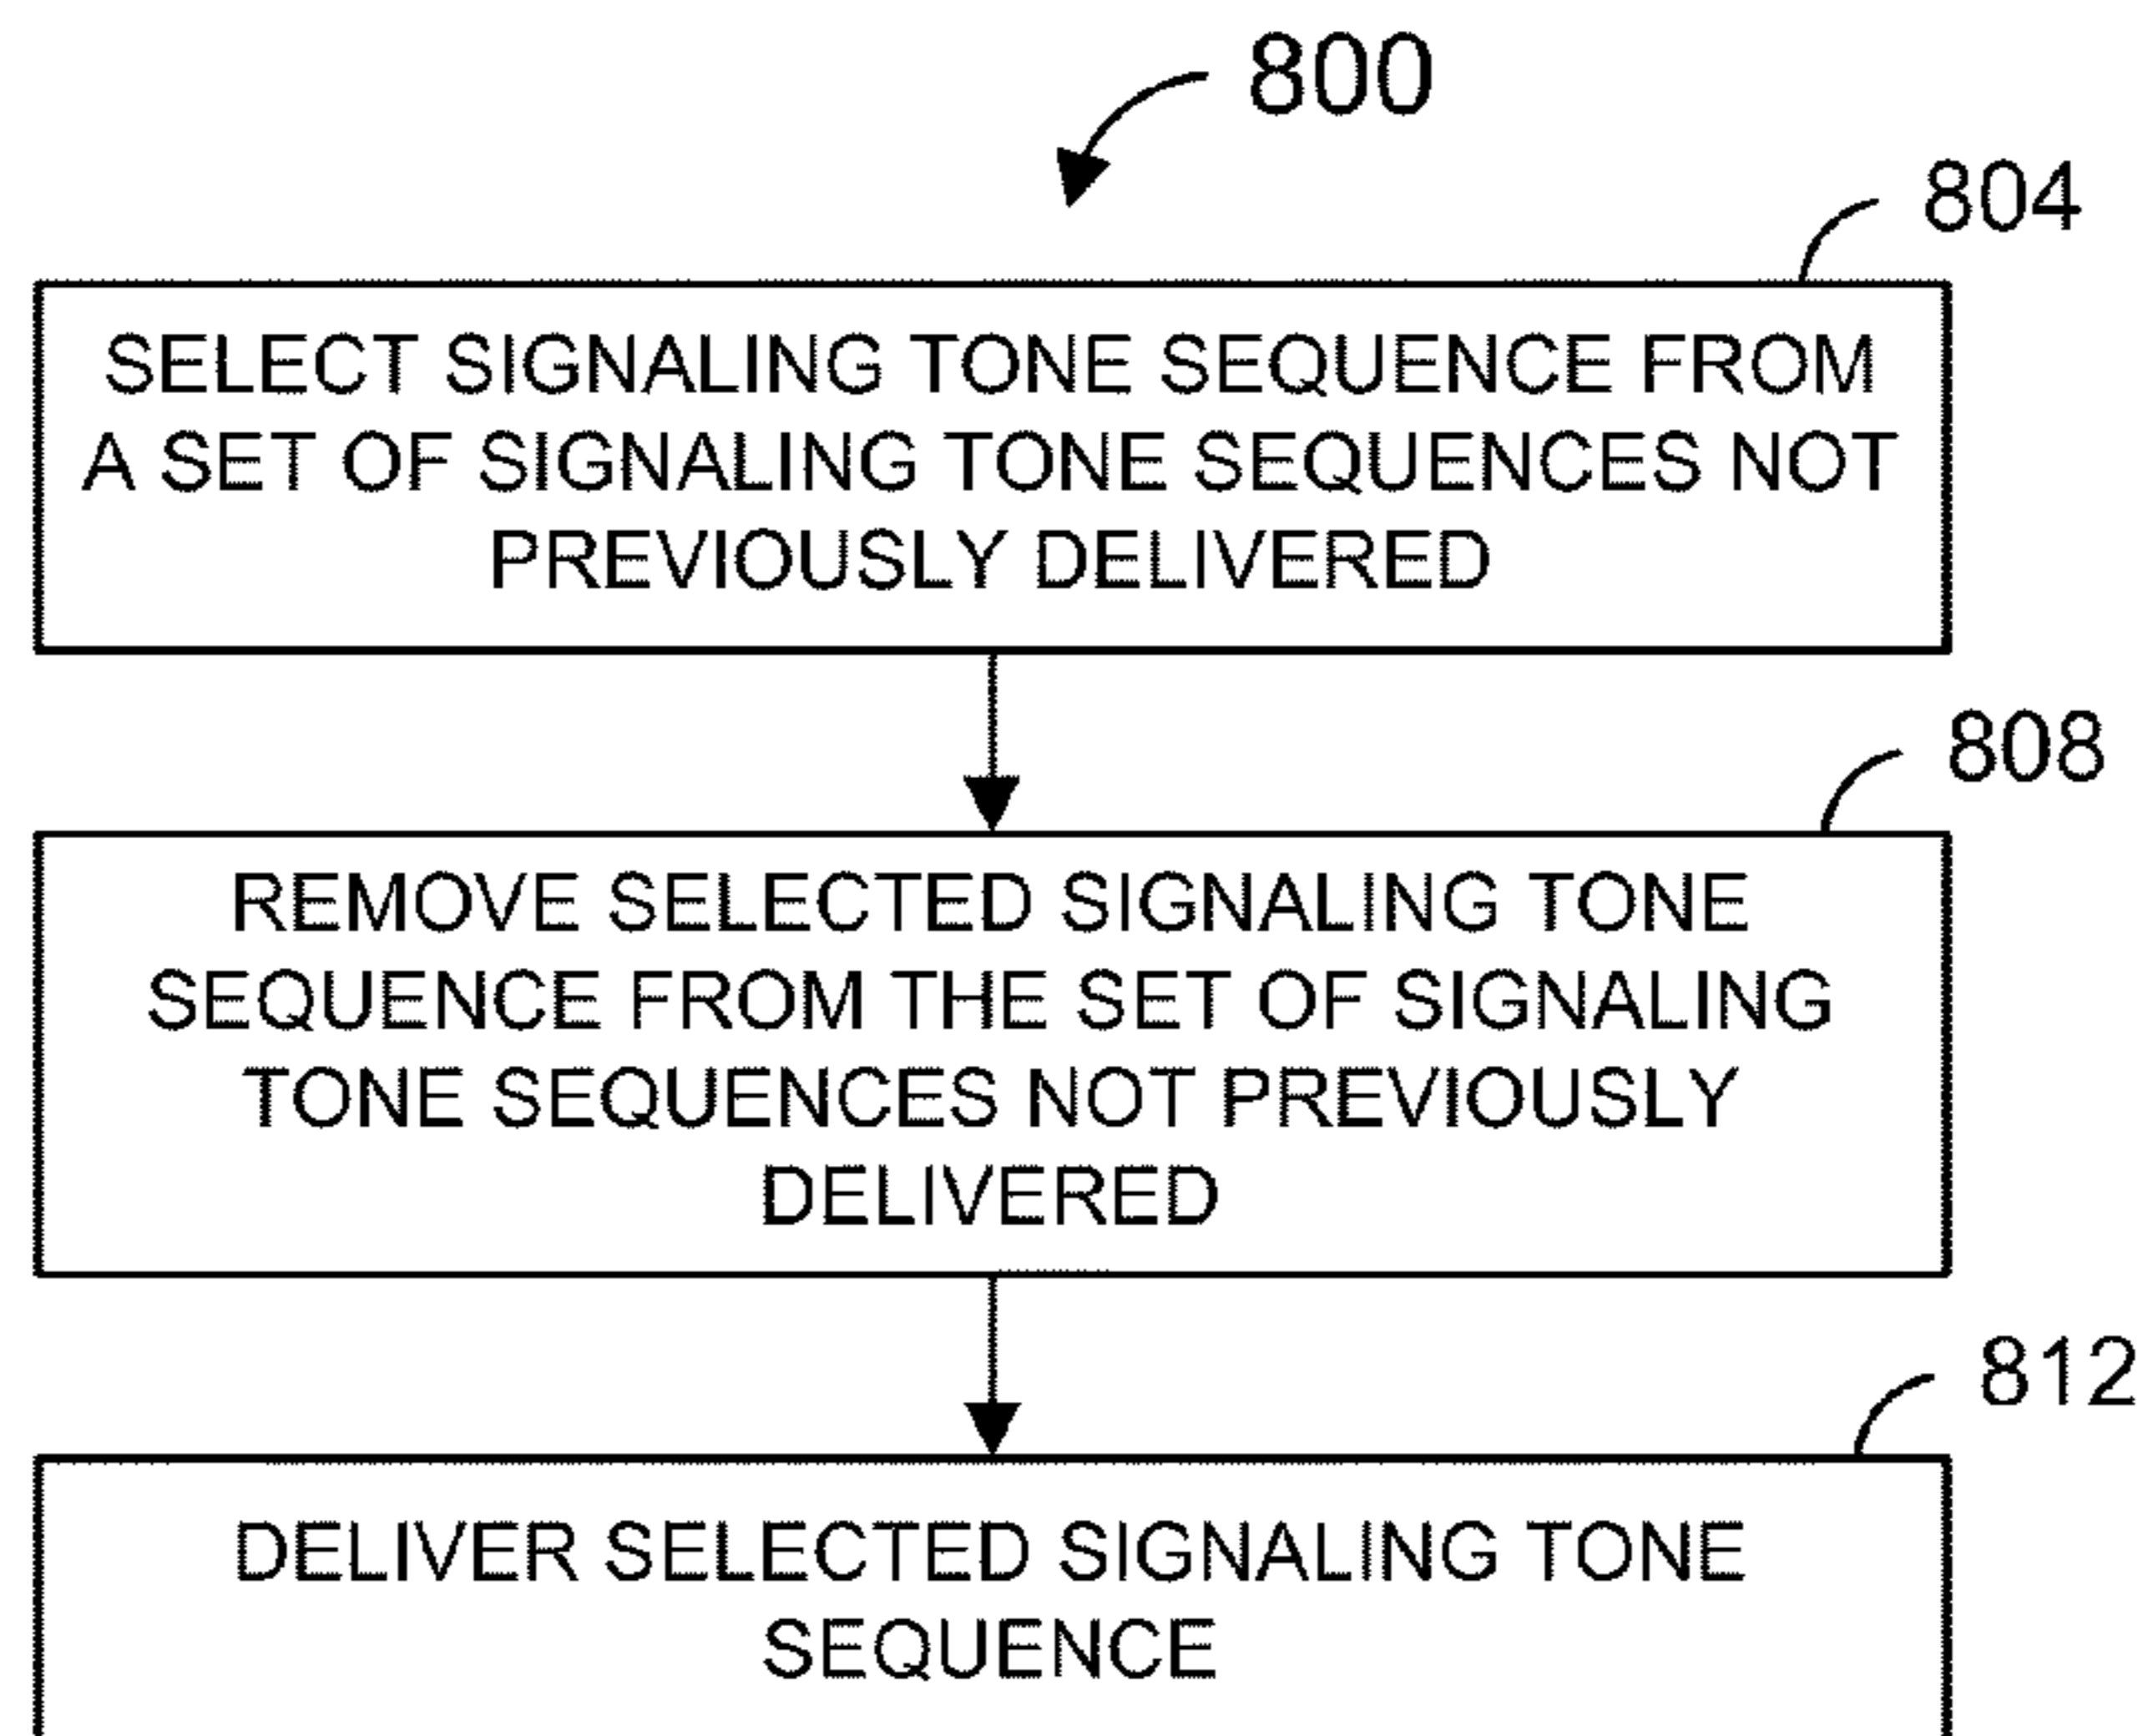 800
804
SELECT SIGNALING TONE SEQUENCE FROM
A SET OF SIGNALING TONE SEQUENCES NOT
PREVIOUSLY DELIVERED
808
REMOVE SELECTED SIGNALING TONE
SEQUENCE FROM THE SET OF SIGNALING
TONE SEQUENCES NOT PREVIOUSLY
DELIVERED
812
DELIVER SELECTED SIGNALING TONE
SEQUENCE